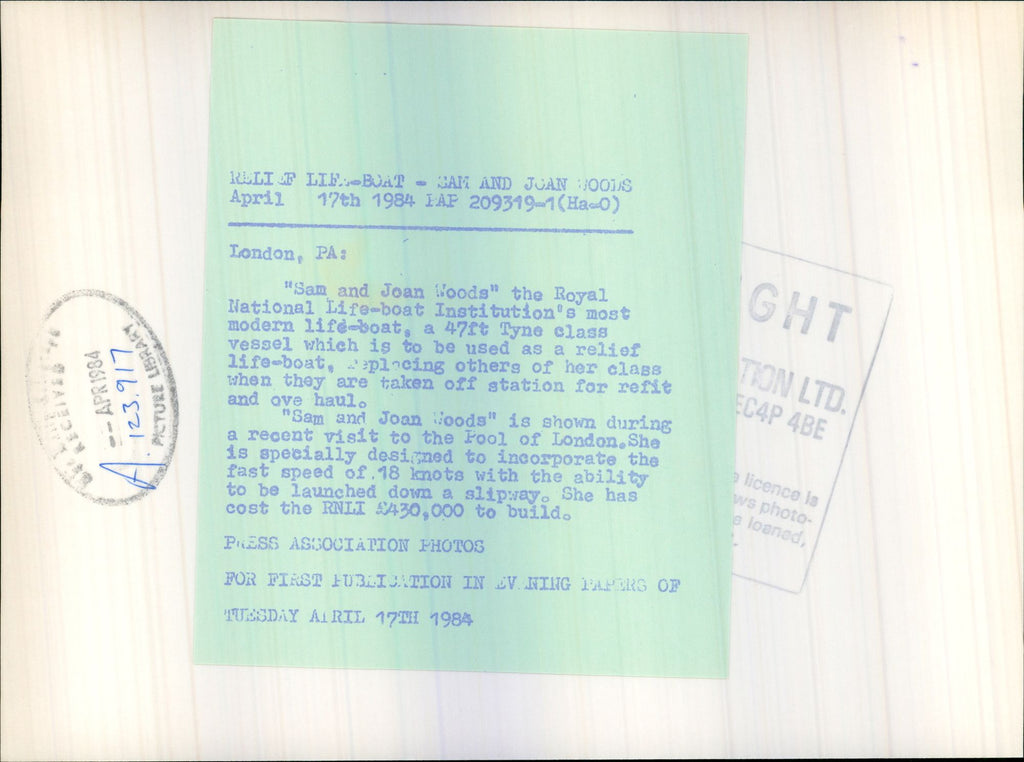 RELIEF LIFE-BOAT - SAM AND JOAN WOODS
April 17th 1984 PAP 209319-1(Ha-O)
London, PA:
"Sam and Joan Woods" the Royal
National Life-boat Institution's most
modern life-boat, a 47ft Tyne class
vessel which is to be used as a relief
life-boat, replacing others of her class
when they are taken off station for refit
and ove haul.
"Sam and Joan Woods" is shown during
a recent visit to the Pool of London.She
is specially designed to incorporate the
fast speed of.18 knots with the ability
to be launched down a slipway. She has
cost the RNLI £430,000 to build.
PRESS ASSOCIATION PHOTOS
FOR FIRST PUBLICATION IN EVENING PAPERS OF
TUESDAY APRIL 17TH 1984
RECEIVED
-- APR 1984
A. 123.917
PICTURE LIBRARY
GHT
TION LTD.
EC4P 4BE
licence is
ws photo-
loaned,